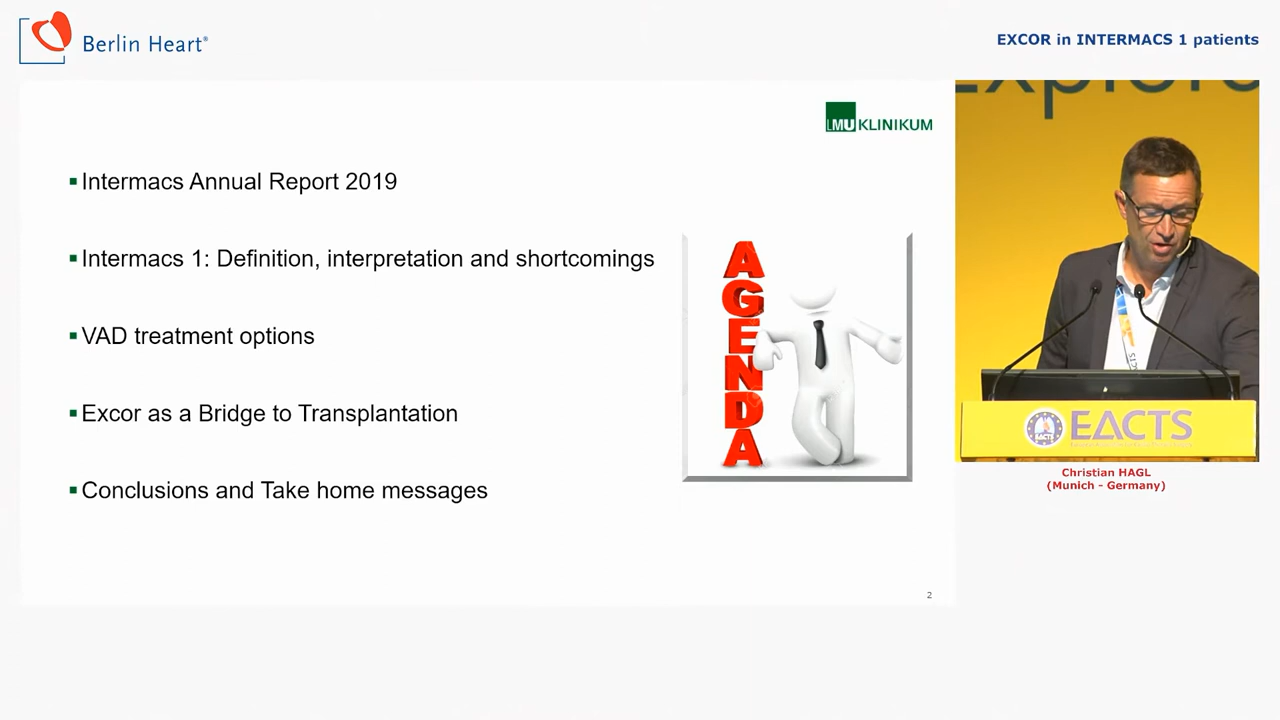 Berlin Heart®
EXCOR in INTERMACS 1 patients
LMU KLINIKUM
Intermacs Annual Report 2019
Intermacs 1: Definition, interpretation and shortcomings
VAD treatment options
Excor as a Bridge to Transplantation
Conclusions and Take home messages
AGENDA
2
EACTS
EACTS
Christian HAGL
(Munich - Germany)